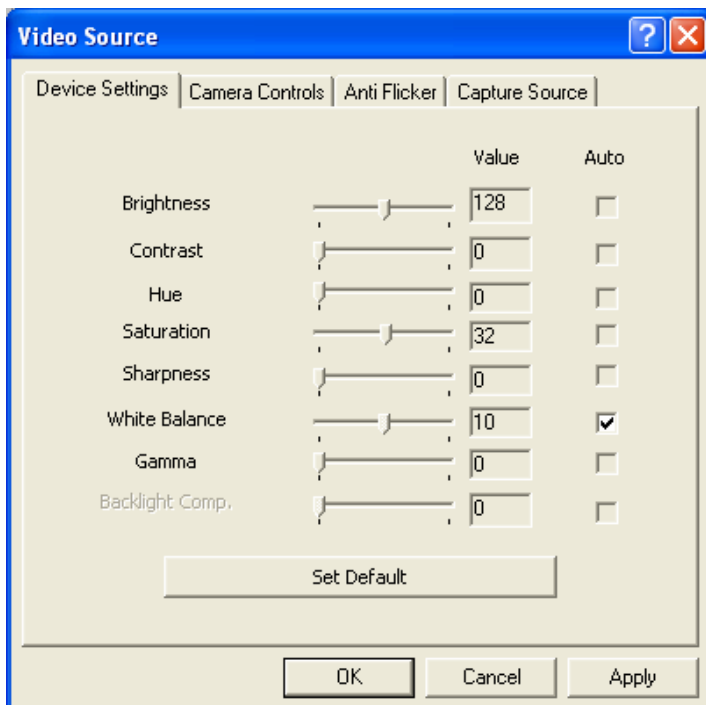 Video Source
Device Settings Camera Controls Anti Flicker Capture Source
Value Auto
Brightness 128
Contrast 0
Hue 0
Saturation 32
Sharpness 0
White Balance 10
Gamma 0
Backlight Comp. 0
Set Default
OK Cancel Apply